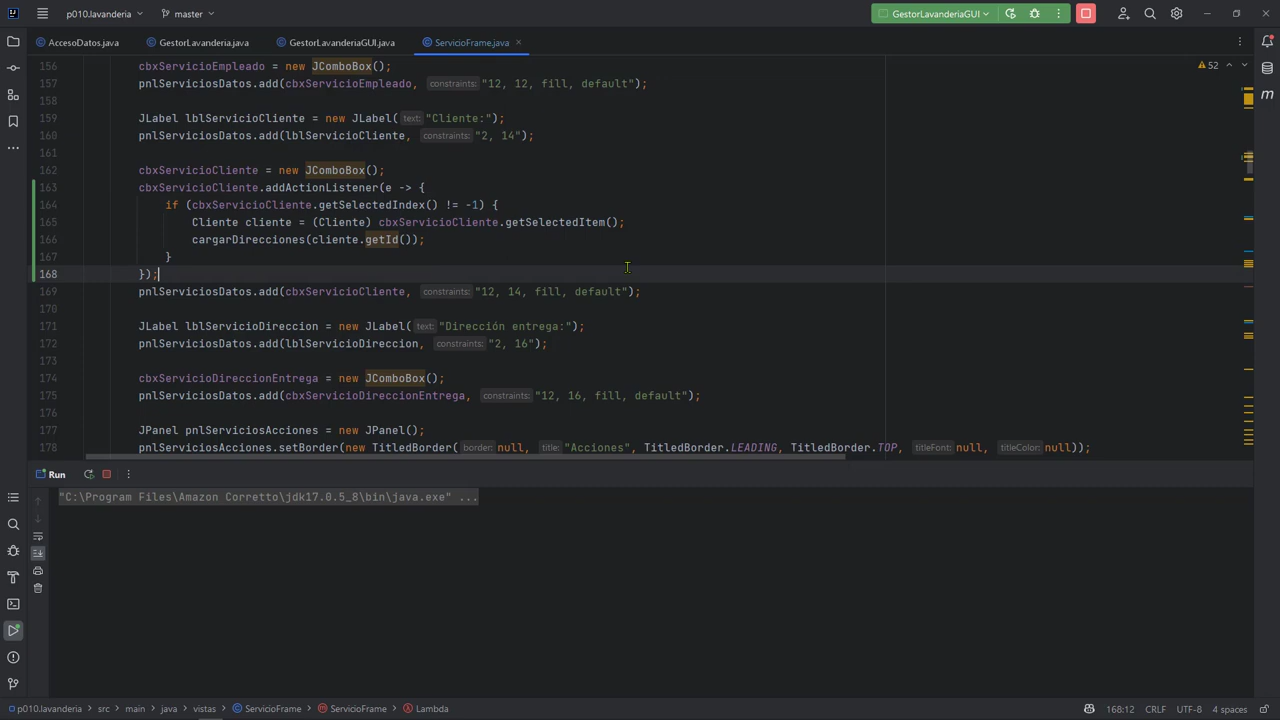 p010.lavanderia
master
GestorLavanderiaGUI
AccesoDatos.java
GestorLavanderia.java
GestorLavanderiaGUI.java
ServicioFrame.java
52
156 cbxServicioEmpleado = new JComboBox();
157 pnlServiciosDatos.add(cbxServicioEmpleado, constraints: "12, 12, fill, default");
158
159 JLabel lblServicioCliente = new JLabel( text: "Cliente:");
160 pnlServiciosDatos.add(lblServicioCliente, constraints: "2, 14");
161
162 cbxServicioCliente = new JComboBox();
163 cbxServicioCliente.addActionListener(e -> {
164 if (cbxServicioCliente.getSelectedIndex() != -1) {
165 Cliente cliente = (Cliente) cbxServicioCliente.getSelectedItem();
166 cargarDirecciones(cliente.getId());
167 }
168 });
169 pnlServiciosDatos.add(cbxServicioCliente, constraints: "12, 14, fill, default");
170
171 JLabel lblServicioDireccion = new JLabel( text: "Dirección entrega:");
172 pnlServiciosDatos.add(lblServicioDireccion, constraints: "2, 16");
173
174 cbxServicioDireccionEntrega = new JComboBox();
175 pnlServiciosDatos.add(cbxServicioDireccionEntrega, constraints: "12, 16, fill, default");
176
177 JPanel pnlServiciosAcciones = new JPanel();
178 pnlServiciosAcciones.setBorder(new TitledBorder( border: null, title: "Acciones", TitledBorder.LEADING, TitledBorder.TOP, titleFont: null, titleColor: null));
Run
"C:\Program Files\Amazon Corretto\jdk17.0.5_8\bin\java.exe" ...
p010.lavanderia > src > main > java > vistas > ServicioFrame > ServicioFrame > Lambda
168:12 CRLF UTF-8 4 spaces